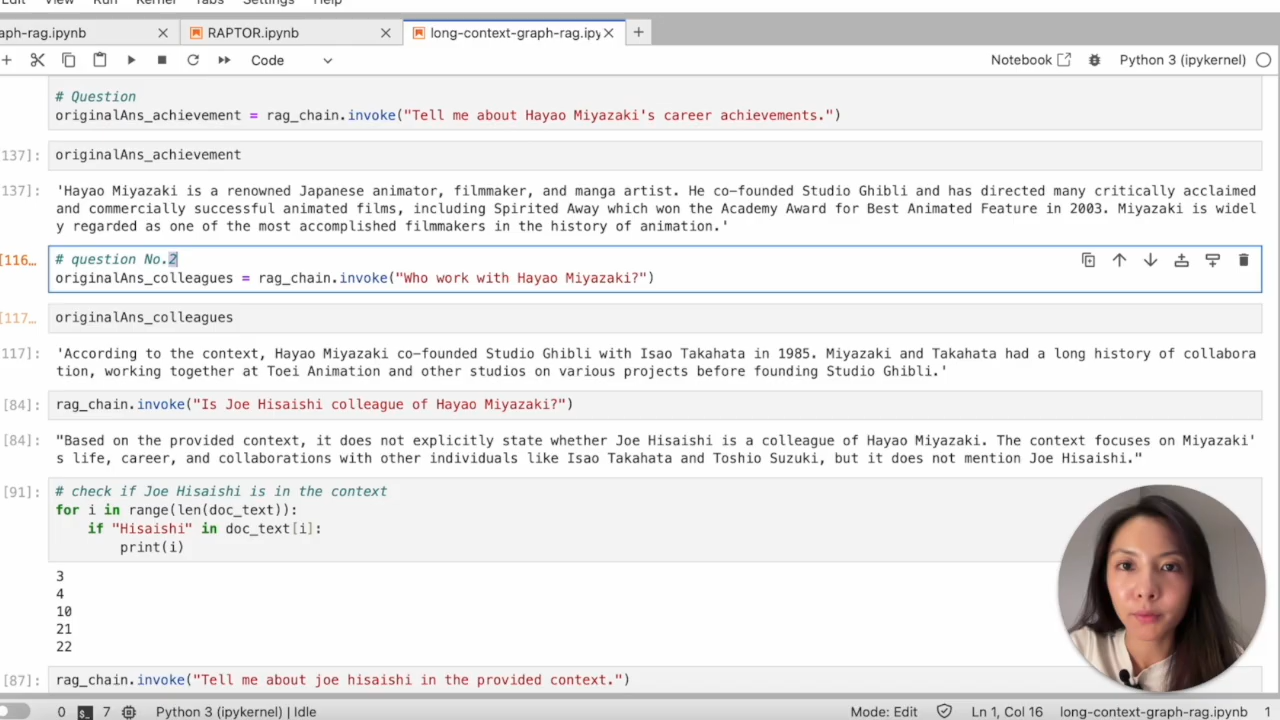 Edit View Run Kernel Tabs Settings Help
aph-rag.ipynb
RAPTOR.ipynb
long-context-graph-rag.ipy
Code
Notebook
Python 3 (ipykernel)
# Question
originalAns_achievement = rag_chain.invoke("Tell me about Hayao Miyazaki's career achievements.")
137]: originalAns_achievement
137]: 'Hayao Miyazaki is a renowned Japanese animator, filmmaker, and manga artist. He co-founded Studio Ghibli and has directed many critically acclaimed
and commercially successful animated films, including Spirited Away which won the Academy Award for Best Animated Feature in 2003. Miyazaki is widel
y regarded as one of the most accomplished filmmakers in the history of animation.'
[116… # question No.2
originalAns_colleagues = rag_chain.invoke("Who work with Hayao Miyazaki?")
[117… originalAns_colleagues
117]: 'According to the context, Hayao Miyazaki co-founded Studio Ghibli with Isao Takahata in 1985. Miyazaki and Takahata had a long history of collabora
tion, working together at Toei Animation and other studios on various projects before founding Studio Ghibli.'
[84]: rag_chain.invoke("Is Joe Hisaishi colleague of Hayao Miyazaki?")
[84]: "Based on the provided context, it does not explicitly state whether Joe Hisaishi is a colleague of Hayao Miyazaki. The context focuses on Miyazaki'
s life, career, and collaborations with other individuals like Isao Takahata and Toshio Suzuki, but it does not mention Joe Hisaishi."
[91]: # check if Joe Hisaishi is in the context
for i in range(len(doc_text)):
if "Hisaishi" in doc_text[i]:
print(i)
3
4
10
21
22
[87]: rag_chain.invoke("Tell me about joe hisaishi in the provided context.")
0 7 Python 3 (ipykernel) | Idle
Mode: Edit Ln 1, Col 16 long-context-graph-rag.ipynb 1